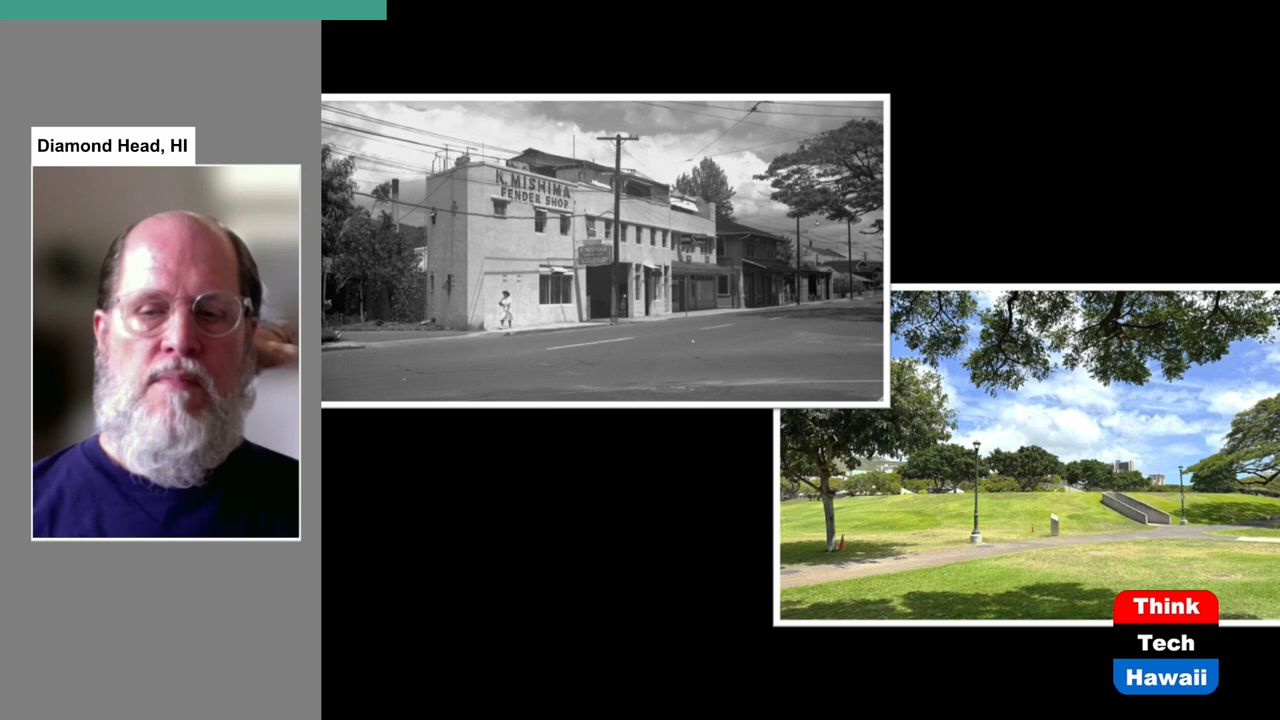 Diamond Head, HI
K. MISHIMA
FENDER SHOP
Think
Tech
Hawaii